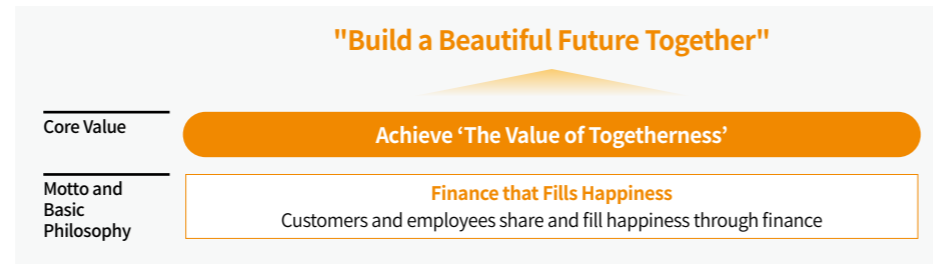 "Build a Beautiful Future Together"
Core Value
Achieve ‘The Value of Togetherness’
Motto and
Basic
Philosophy
Finance that Fills Happiness
Customers and employees share and fill happiness through finance